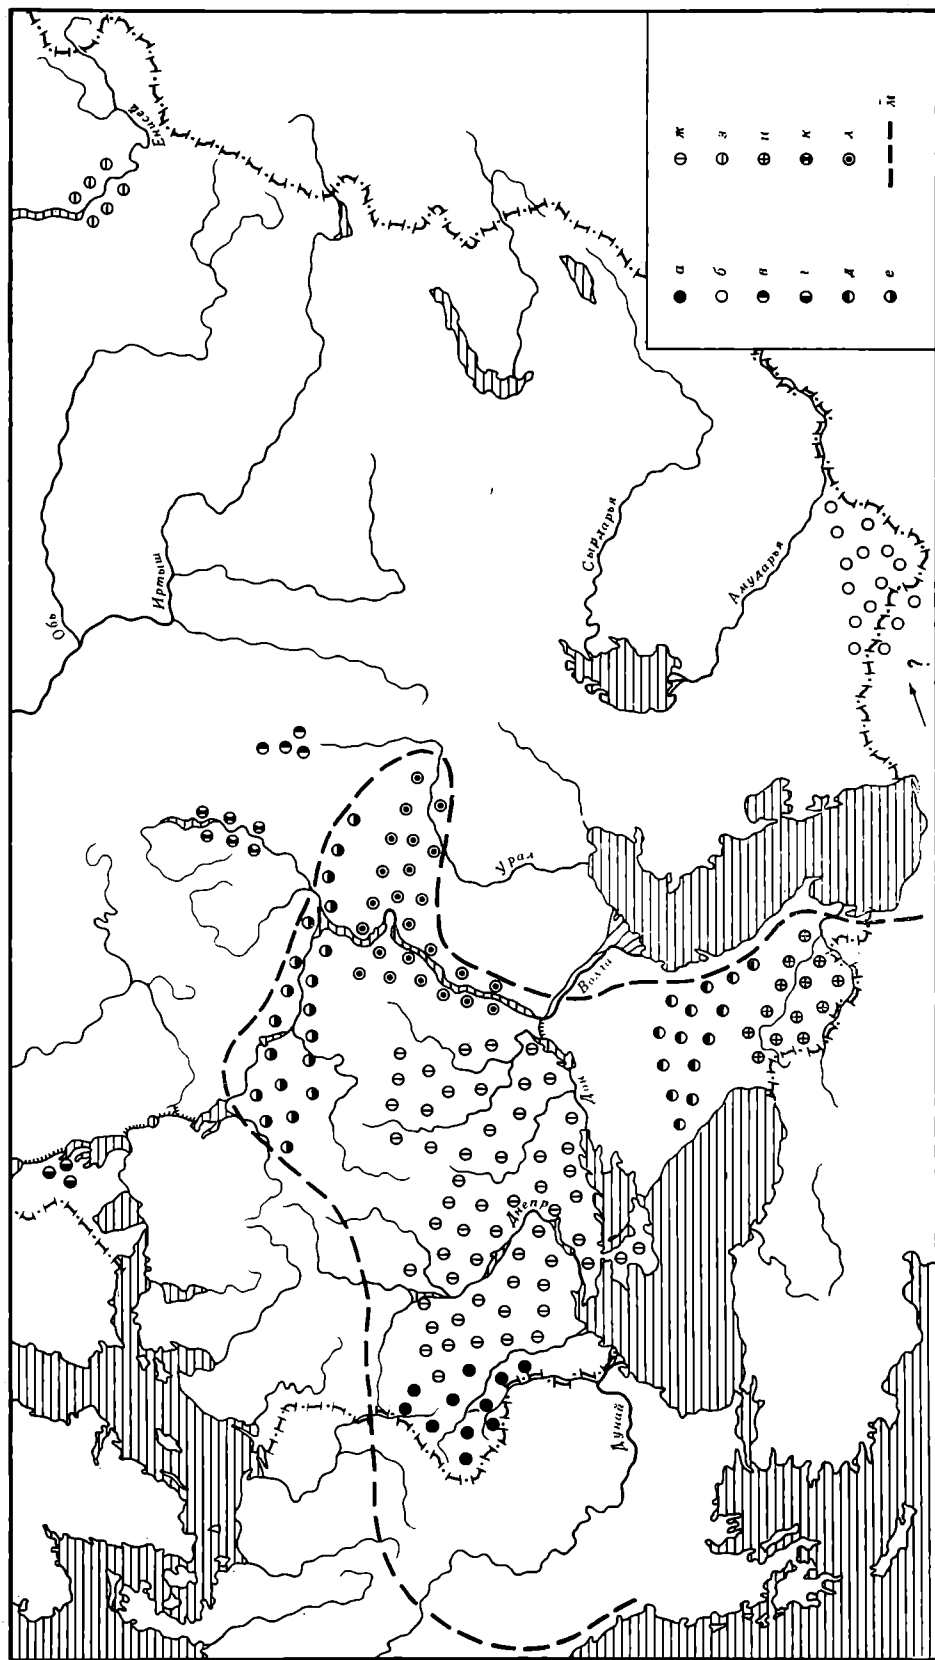 Енисей
Обь
Иртыш
Сырдарья
Амударья
?
Урал
Волга
Дон
Днепр
Дунай
а
б
в
г
д
е
ж
з
и
к
л
м